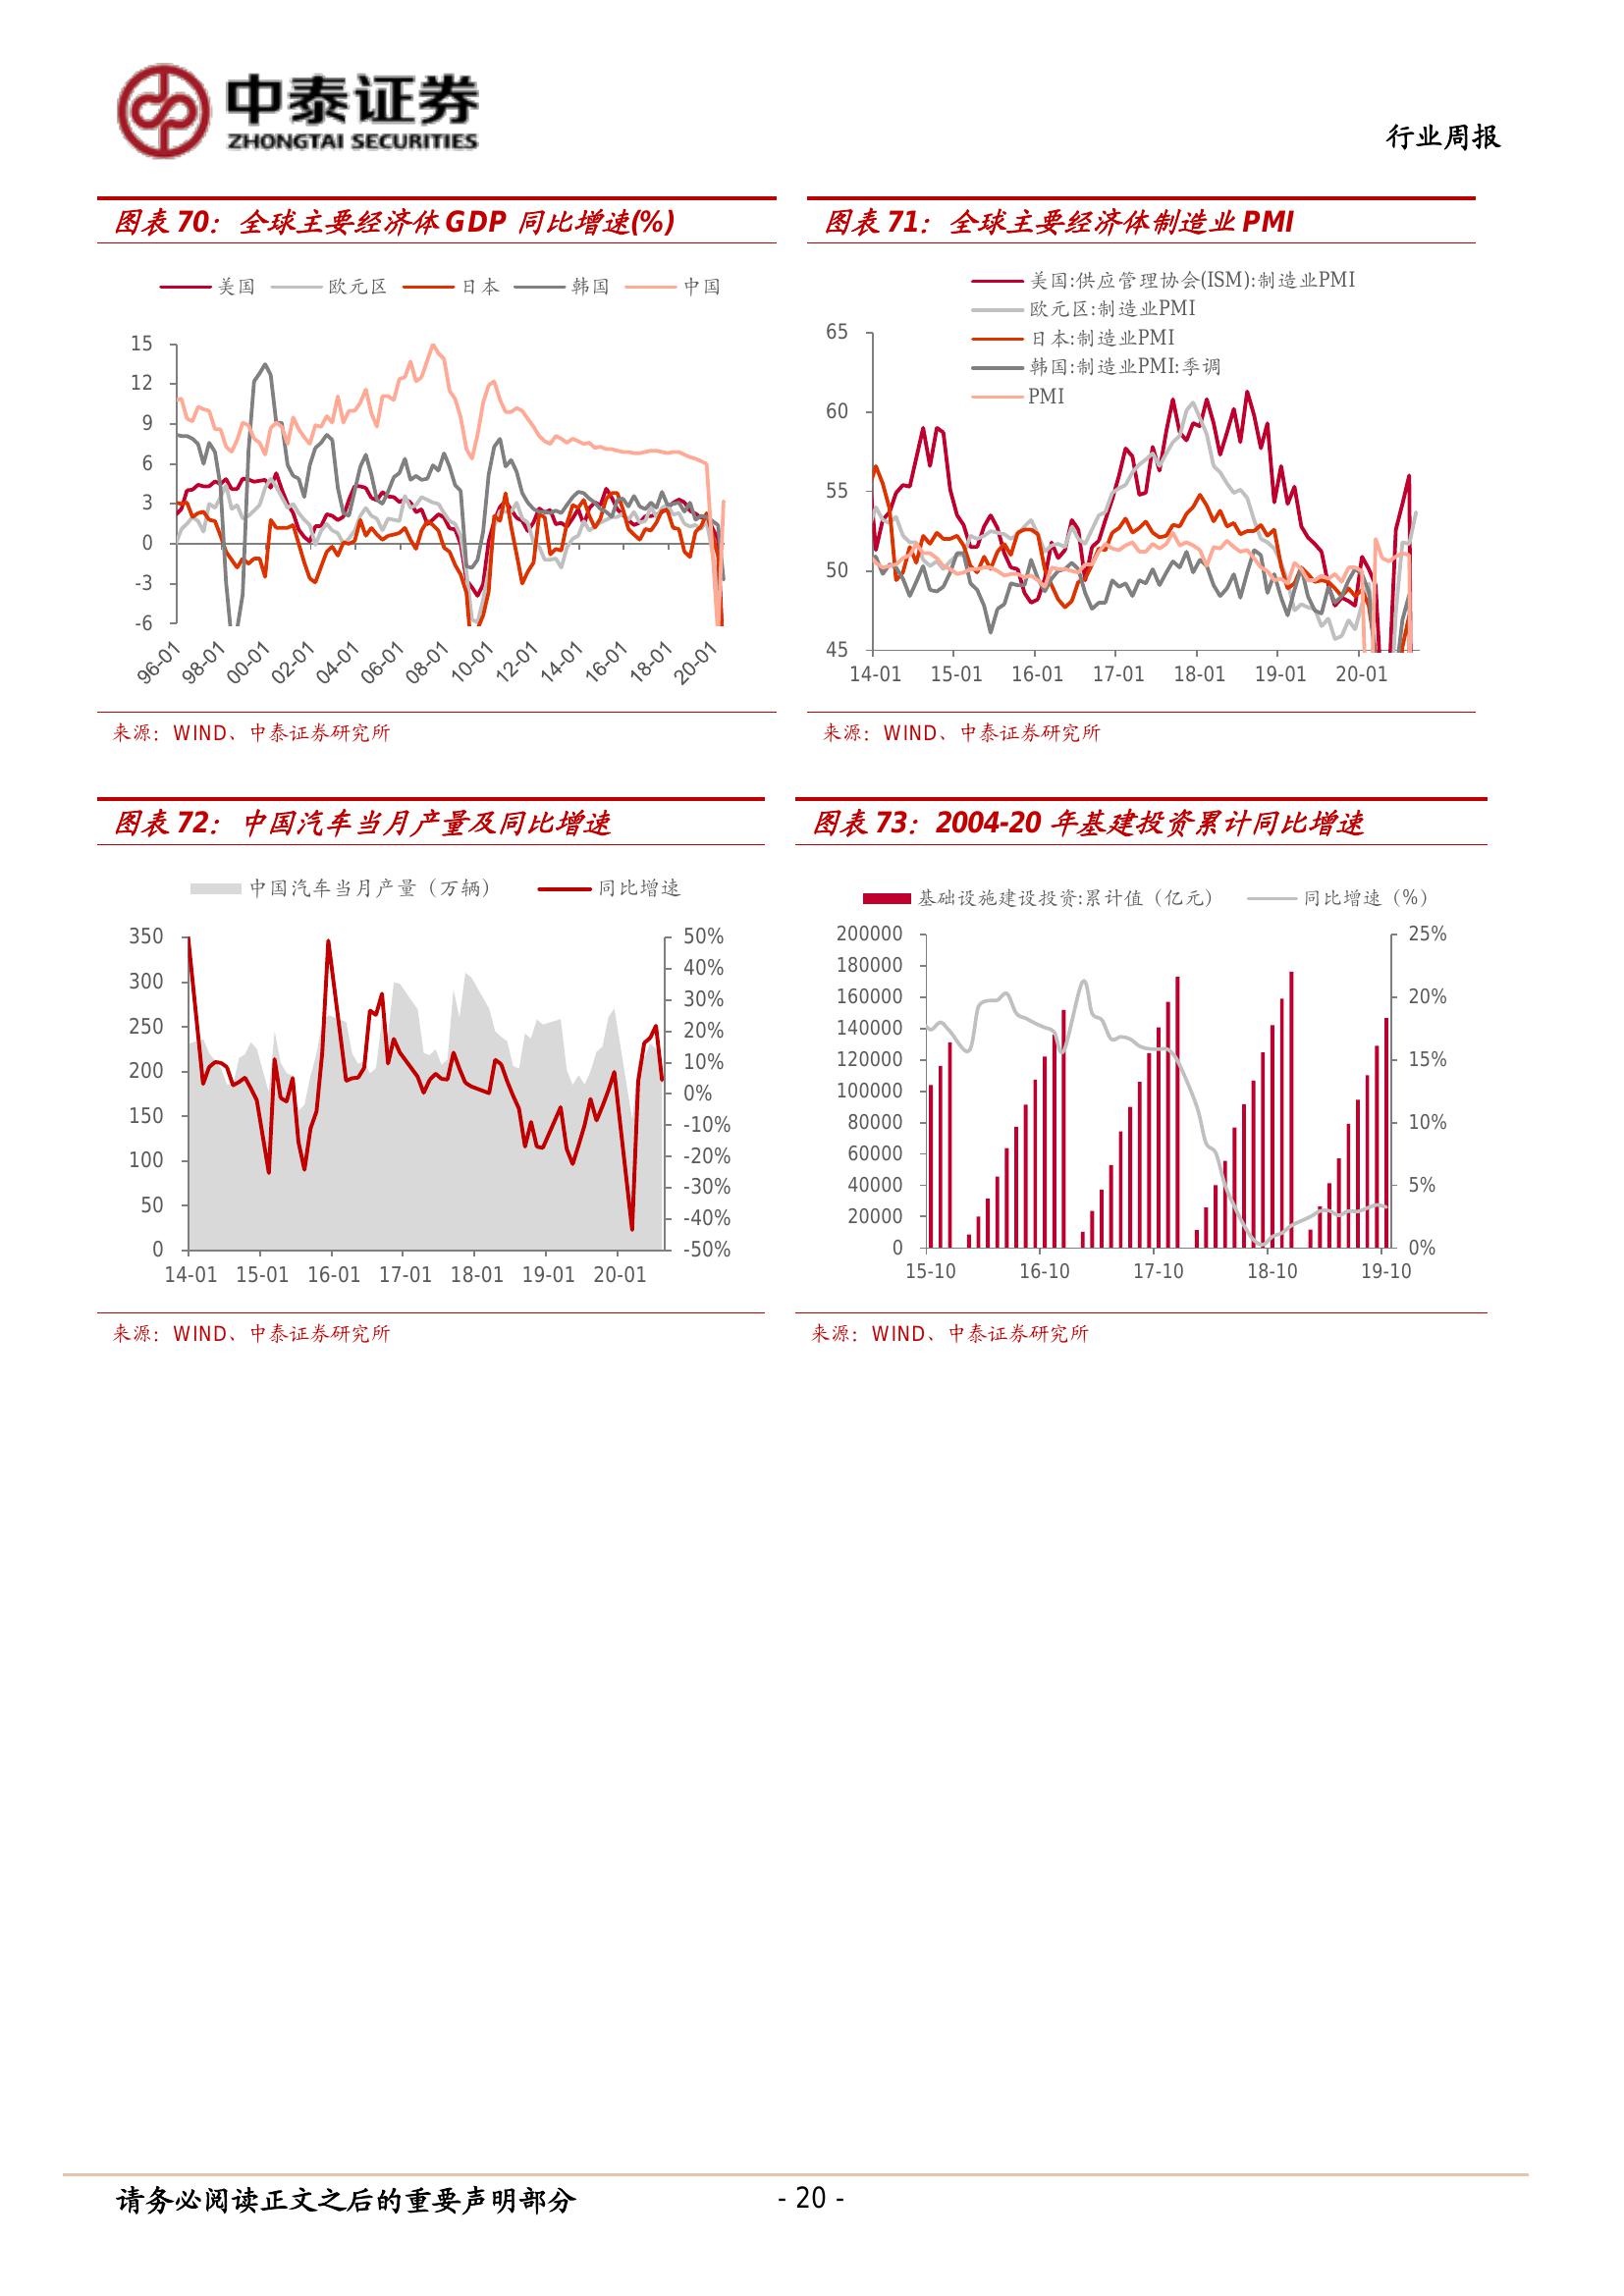 中泰证券
ZHONGTAI SECURITIES
行业周报
图表 70：全球主要经济体 GDP 同比增速(%)
美国 欧元区 日本 韩国 中国
15
12
9
6
3
0
-3
-6
96-01 98-01 00-01 02-01 04-01 06-01 08-01 10-01 12-01 14-01 16-01 18-01 20-01
来源：WIND、中泰证券研究所
图表 71：全球主要经济体制造业 PMI
美国:供应管理协会(ISM):制造业PMI
欧元区:制造业PMI
日本:制造业PMI
韩国:制造业PMI:季调
PMI
65
60
55
50
45
14-01 15-01 16-01 17-01 18-01 19-01 20-01
来源：WIND、中泰证券研究所
图表 72：中国汽车当月产量及同比增速
中国汽车当月产量（万辆） 同比增速
350
300
250
200
150
100
50
0
50%
40%
30%
20%
10%
0%
-10%
-20%
-30%
-40%
-50%
14-01 15-01 16-01 17-01 18-01 19-01 20-01
来源：WIND、中泰证券研究所
图表 73：2004-20 年基建投资累计同比增速
基础设施建设投资:累计值（亿元） 同比增速（%）
200000
180000
160000
140000
120000
100000
80000
60000
40000
20000
0
25%
20%
15%
10%
5%
0%
15-10 16-10 17-10 18-10 19-10
来源：WIND、中泰证券研究所
请务必阅读正文之后的重要声明部分
- 20 -